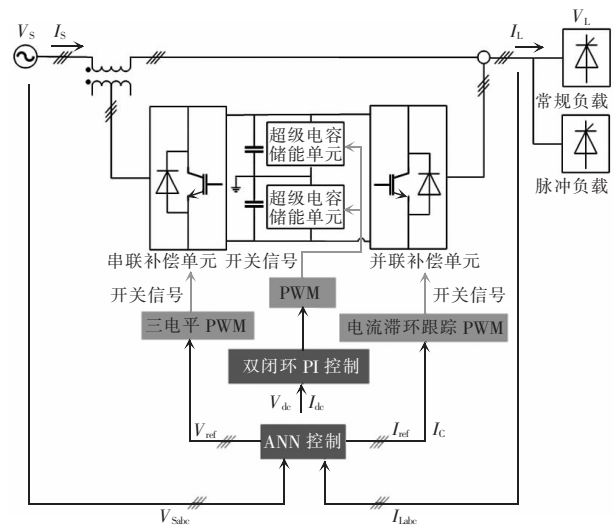 VS
IS
IL
VL
常规负载
脉冲负载
超级电容
储能单元
超级电容
储能单元
串联补偿单元
开关信号
并联补偿单元
开关信号
PWM
开关信号
三电平 PWM
电流滞环跟踪 PWM
双闭环 PI 控制
Vdc
Idc
Vref
ANN 控制
Iref
IC
VSabc
ILabc